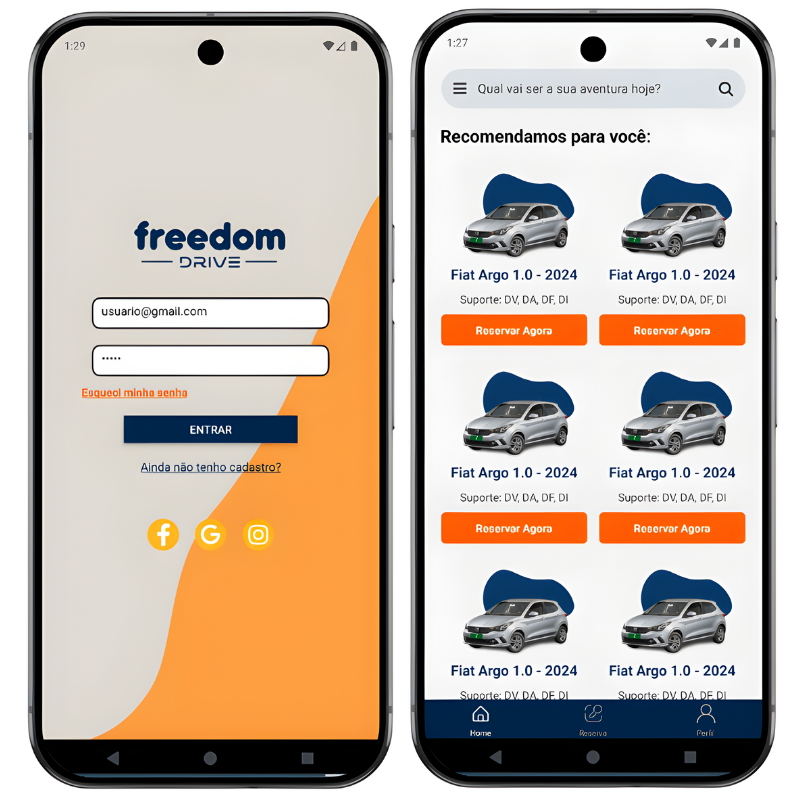 1:29
freedom
DRIVE
usuario@gmail.com
•••••
Esqueci minha senha
ENTRAR
Ainda não tenho cadastro?
1:27
Qual vai ser a sua aventura hoje?
Recomendamos para você:
Fiat Argo 1.0 - 2024
Fiat Argo 1.0 - 2024
Suporte: DV, DA, DF, DI
Suporte: DV, DA, DF, DI
Reservar Agora
Reservar Agora
Fiat Argo 1.0 - 2024
Fiat Argo 1.0 - 2024
Suporte: DV, DA, DF, DI
Suporte: DV, DA, DF, DI
Reservar Agora
Reservar Agora
Fiat Argo 1.0 - 2024
Fiat Argo 1.0 - 2024
Suporte: DV, DA, DF, DI
Suporte: DV, DA, DF, DI
Home
Reserva
Perfil